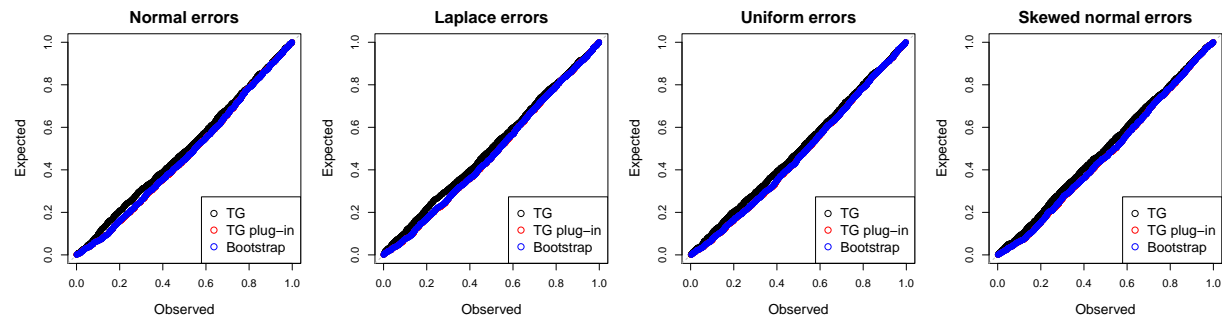 Normal errors
Expected
0.0 0.2 0.4 0.6 0.8 1.0
TG
TG plug−in
Bootstrap
0.0 0.2 0.4 0.6 0.8 1.0
Observed
Laplace errors
Expected
0.0 0.2 0.4 0.6 0.8 1.0
TG
TG plug−in
Bootstrap
0.0 0.2 0.4 0.6 0.8 1.0
Observed
Uniform errors
Expected
0.0 0.2 0.4 0.6 0.8 1.0
TG
TG plug−in
Bootstrap
0.0 0.2 0.4 0.6 0.8 1.0
Observed
Skewed normal errors
Expected
0.0 0.2 0.4 0.6 0.8 1.0
TG
TG plug−in
Bootstrap
0.0 0.2 0.4 0.6 0.8 1.0
Observed